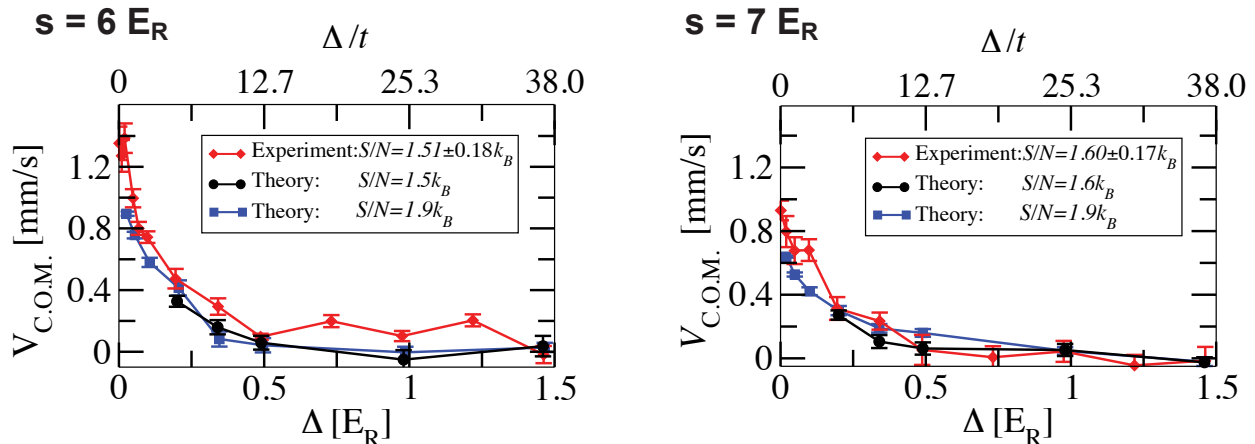 s = 6 E_R
Δ/t
0 12.7 25.3 38.0
V_C.O.M. [mm/s]
1.2
0.8
0.4
0
Experiment:S/N=1.51±0.18k_B
Theory: S/N=1.5k_B
Theory: S/N=1.9k_B
0 0.5 1 1.5
Δ [E_R]
s = 7 E_R
Δ/t
0 12.7 25.3 38.0
V_C.O.M. [mm/s]
1.2
0.8
0.4
0
Experiment:S/N=1.60±0.17k_B
Theory: S/N=1.6k_B
Theory: S/N=1.9k_B
0 0.5 1 1.5
Δ [E_R]